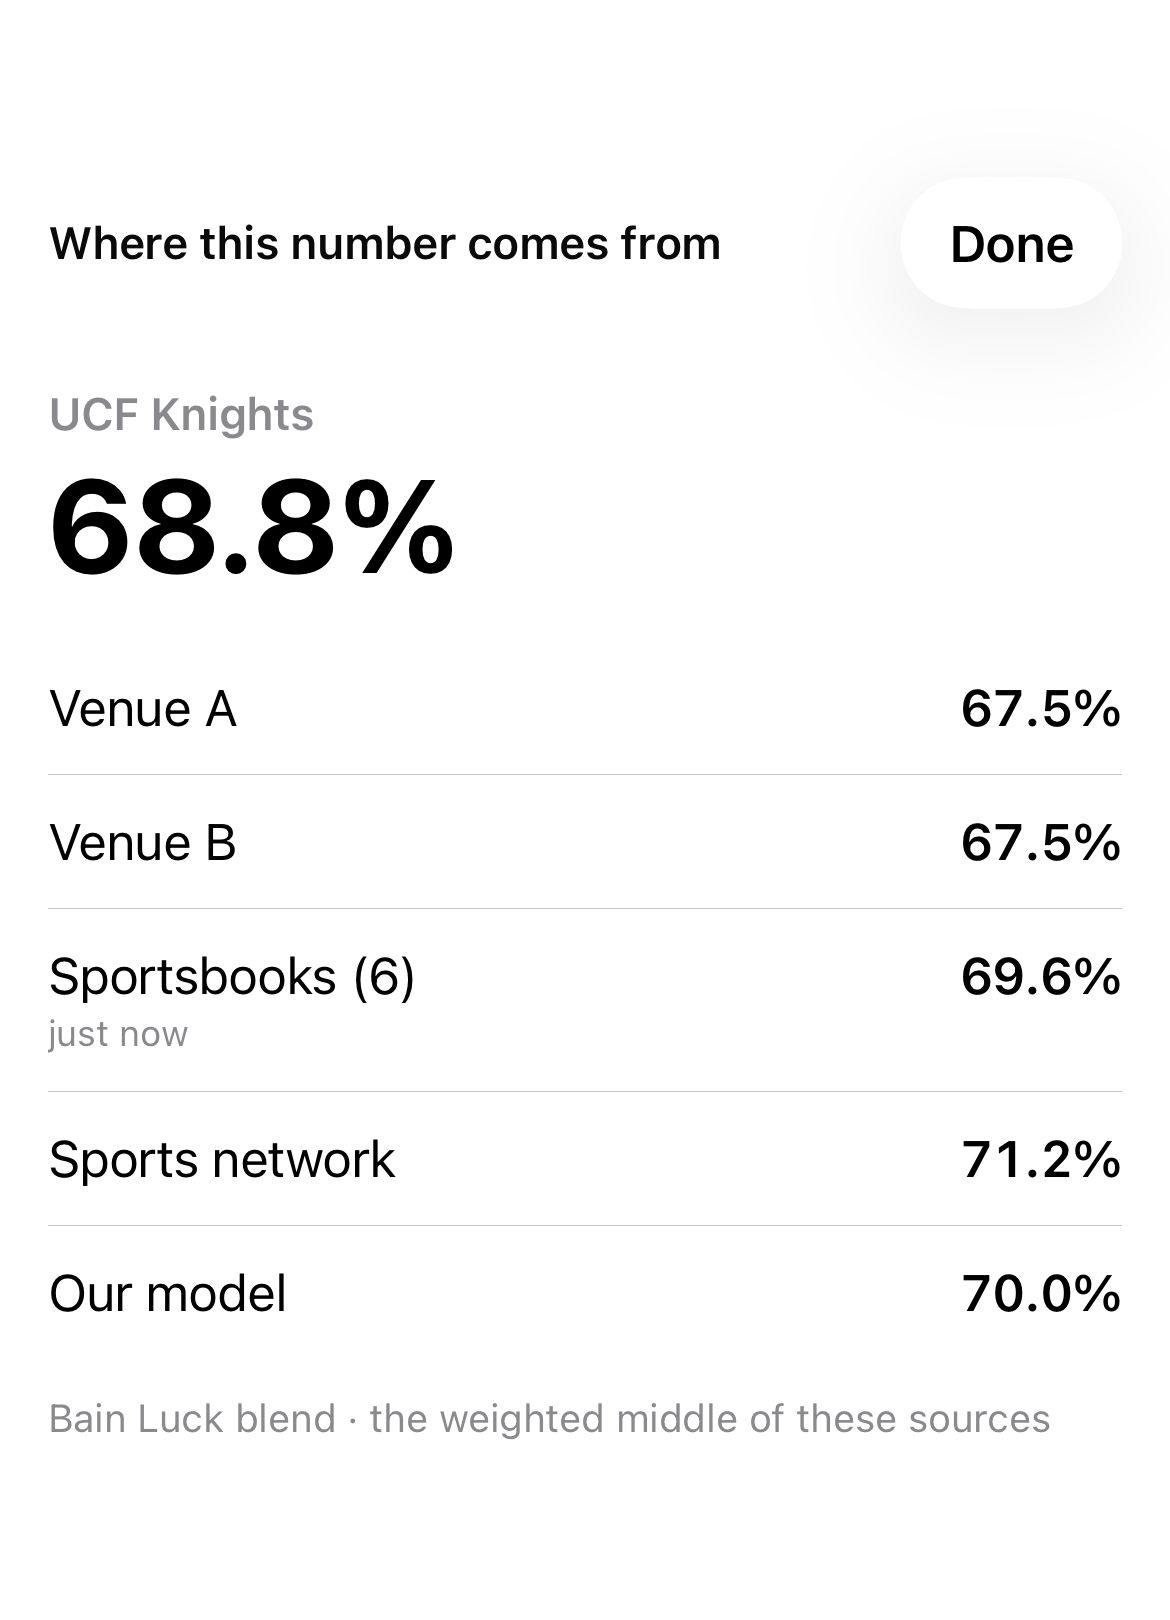 Where this number comes from
Done
UCF Knights
68.8%
Venue A 67.5%
Venue B 67.5%
Sportsbooks (6) 69.6%
just now
Sports network 71.2%
Our model 70.0%
Bain Luck blend · the weighted middle of these sources